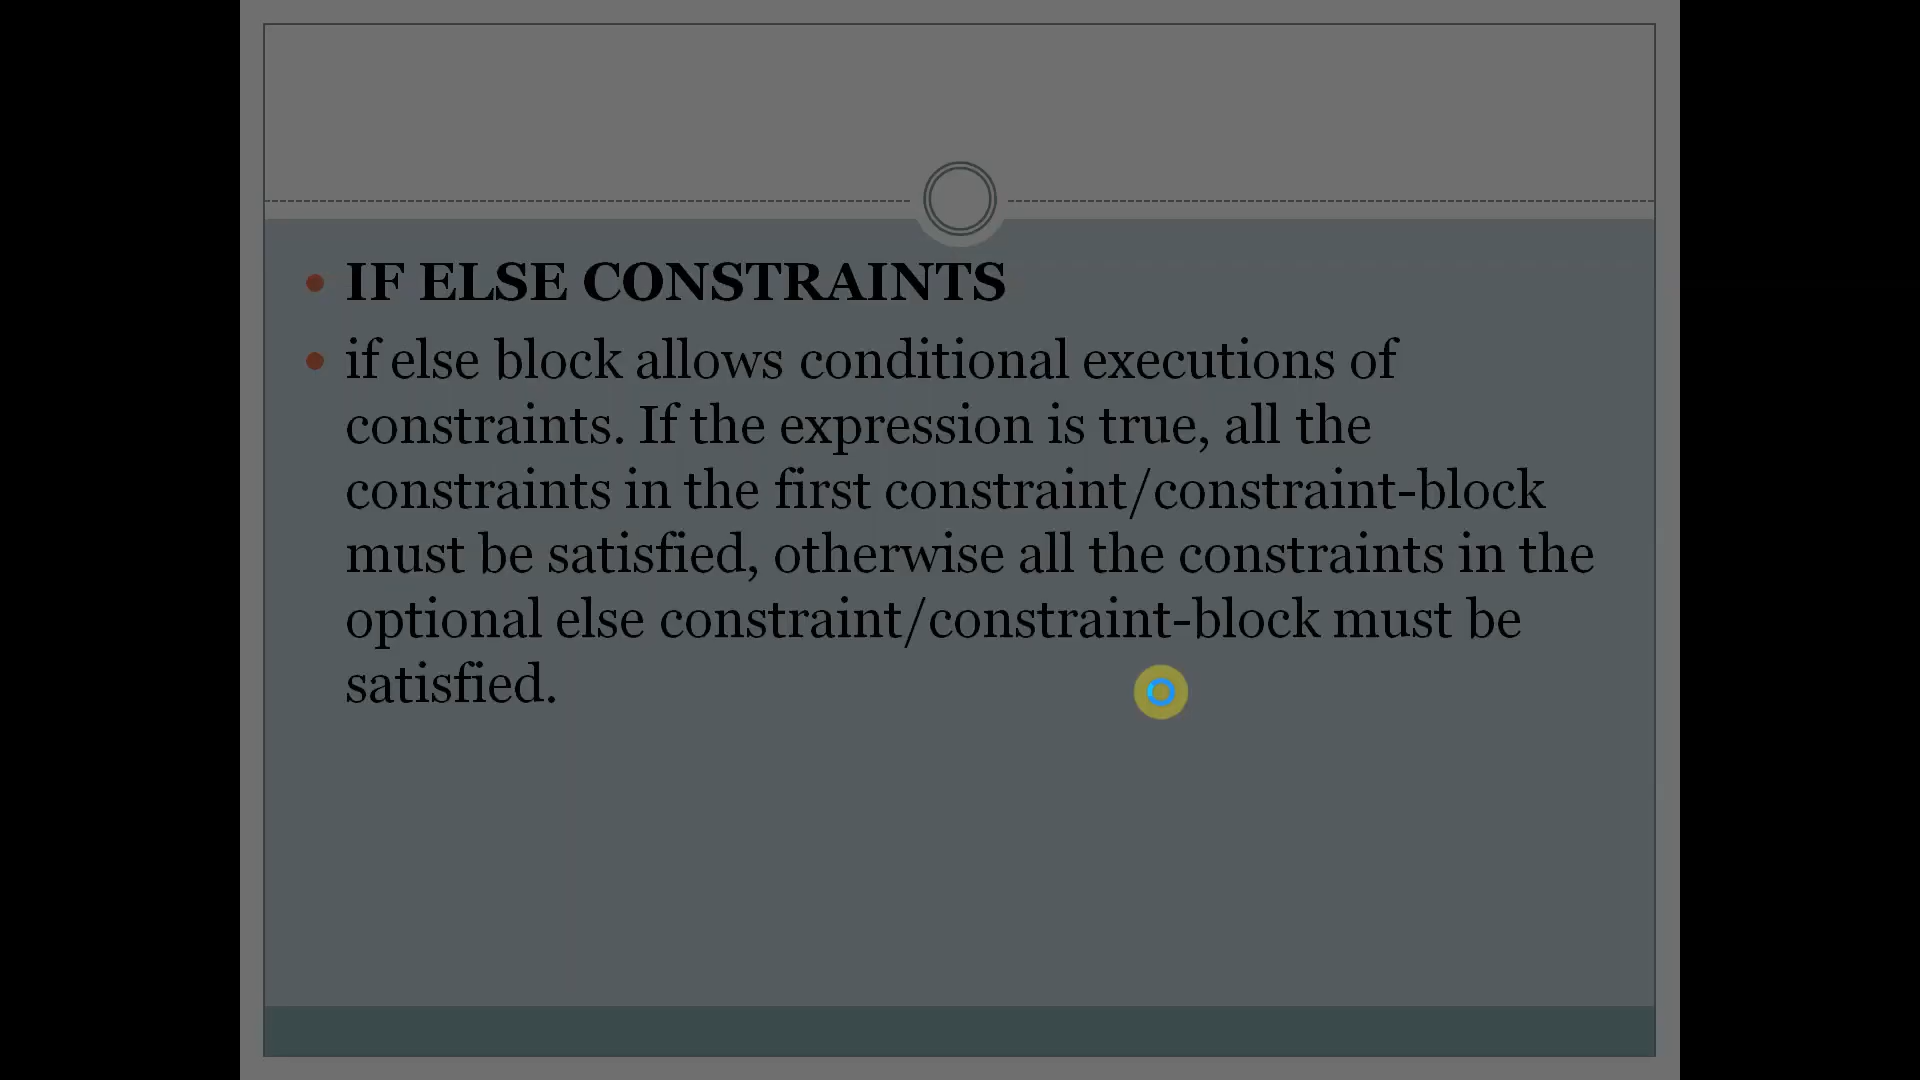 IF ELSE CONSTRAINTS
if else block allows conditional executions of
constraints. If the expression is true, all the
constraints in the first constraint/constraint-block
must be satisfied, otherwise all the constraints in the
optional else constraint/constraint-block must be
satisfied.